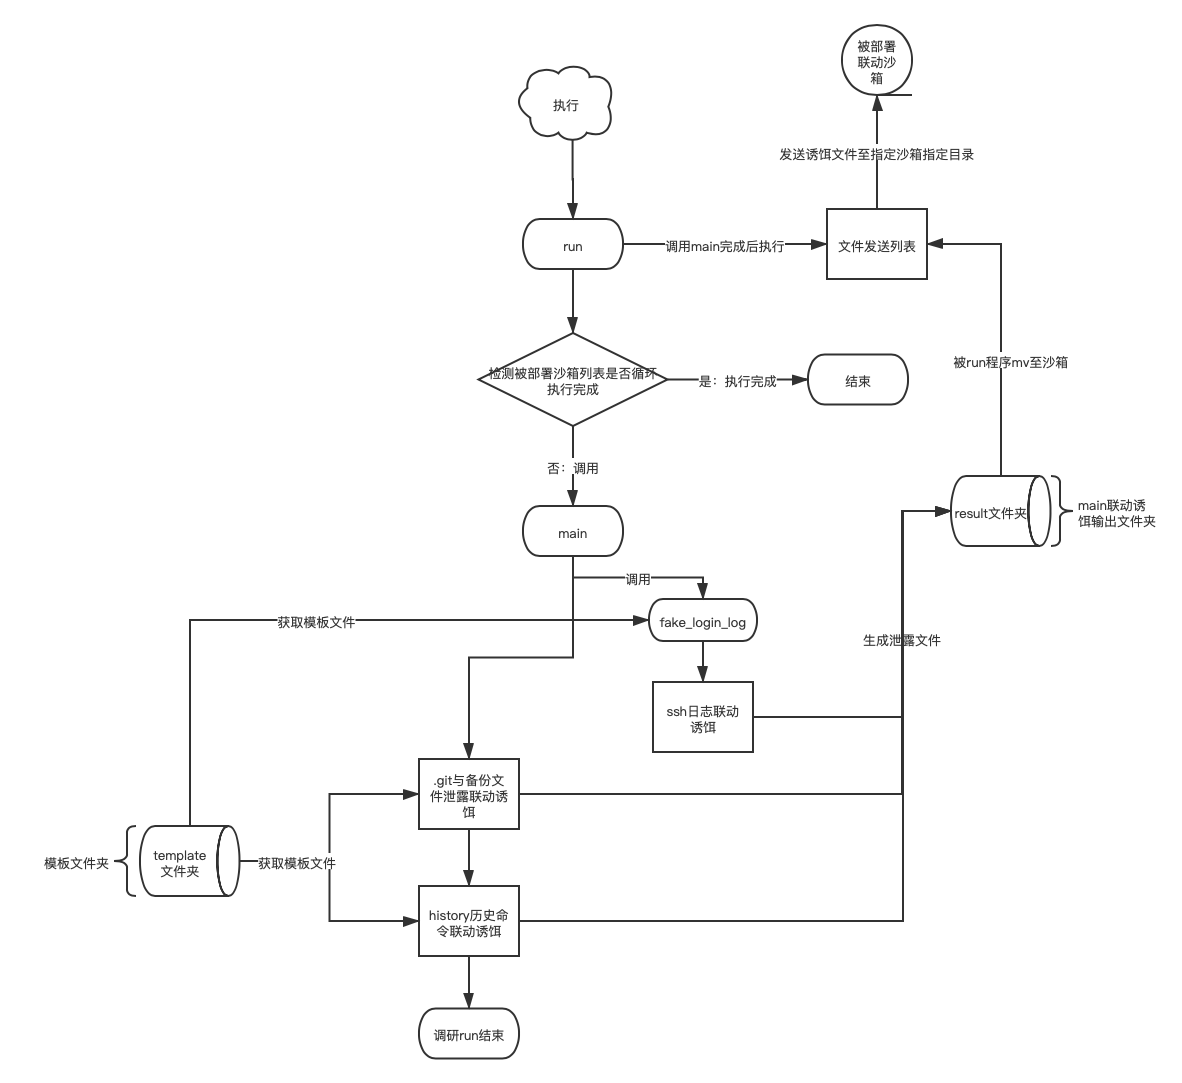 被部署
联动沙
箱
执行
发送诱饵文件至指定沙箱指定目录
run
调用main完成后执行
文件发送列表
检测被部署沙箱列表是否循环
执行完成
是：执行完成
结束
被run程序mv至沙箱
否：调用
main
result文件夹
main联动诱
饵输出文件夹
调用
获取模板文件
fake_login_log
生成泄露文件
ssh日志联动
诱饵
.git与备份文
件泄露联动诱
饵
模板文件夹
template
文件夹
获取模板文件
history历史命
令联动诱饵
调研run结束